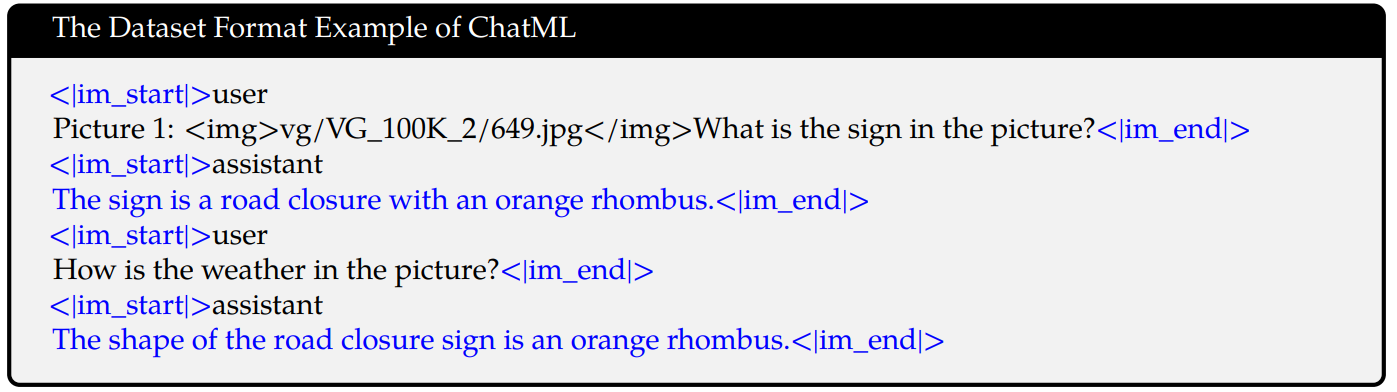 The Dataset Format Example of ChatML
<|im_start|>user
Picture 1: <img>vg/VG_100K_2/649.jpg</img>What is the sign in the picture?<|im_end|>
<|im_start|>assistant
The sign is a road closure with an orange rhombus.<|im_end|>
<|im_start|>user
How is the weather in the picture?<|im_end|>
<|im_start|>assistant
The shape of the road closure sign is an orange rhombus.<|im_end|>